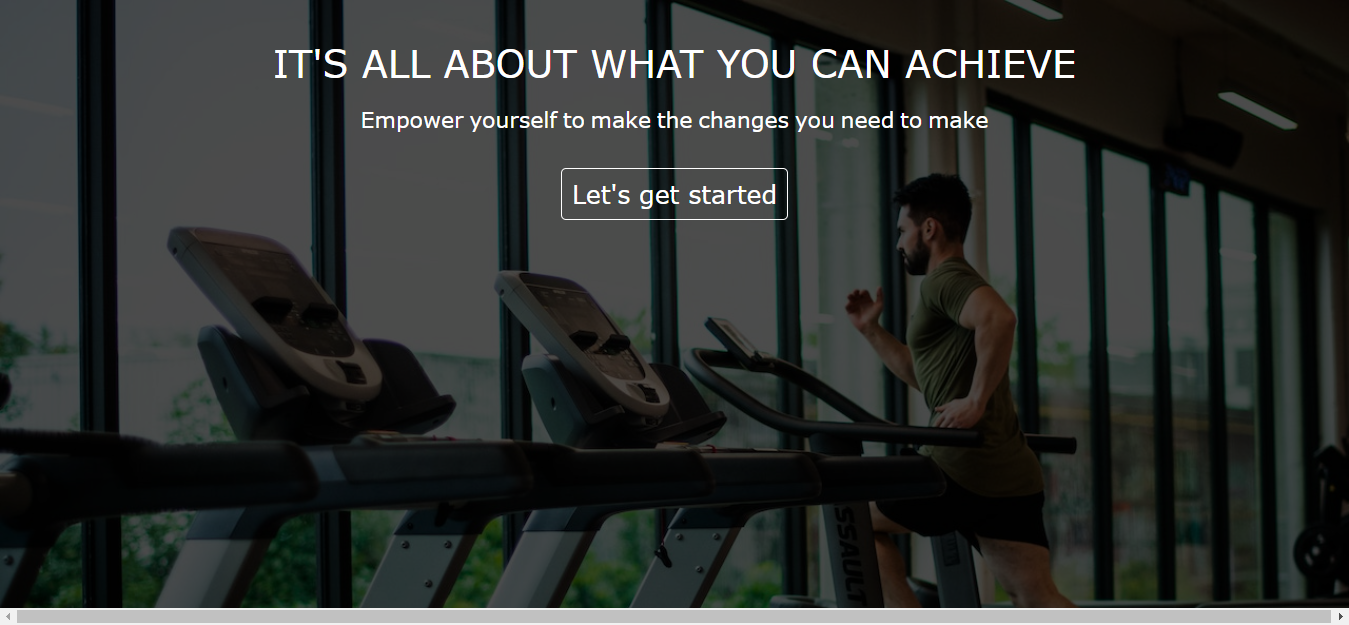 IT'S ALL ABOUT WHAT YOU CAN ACHIEVE
Empower yourself to make the changes you need to make
Let's get started
SSAULT